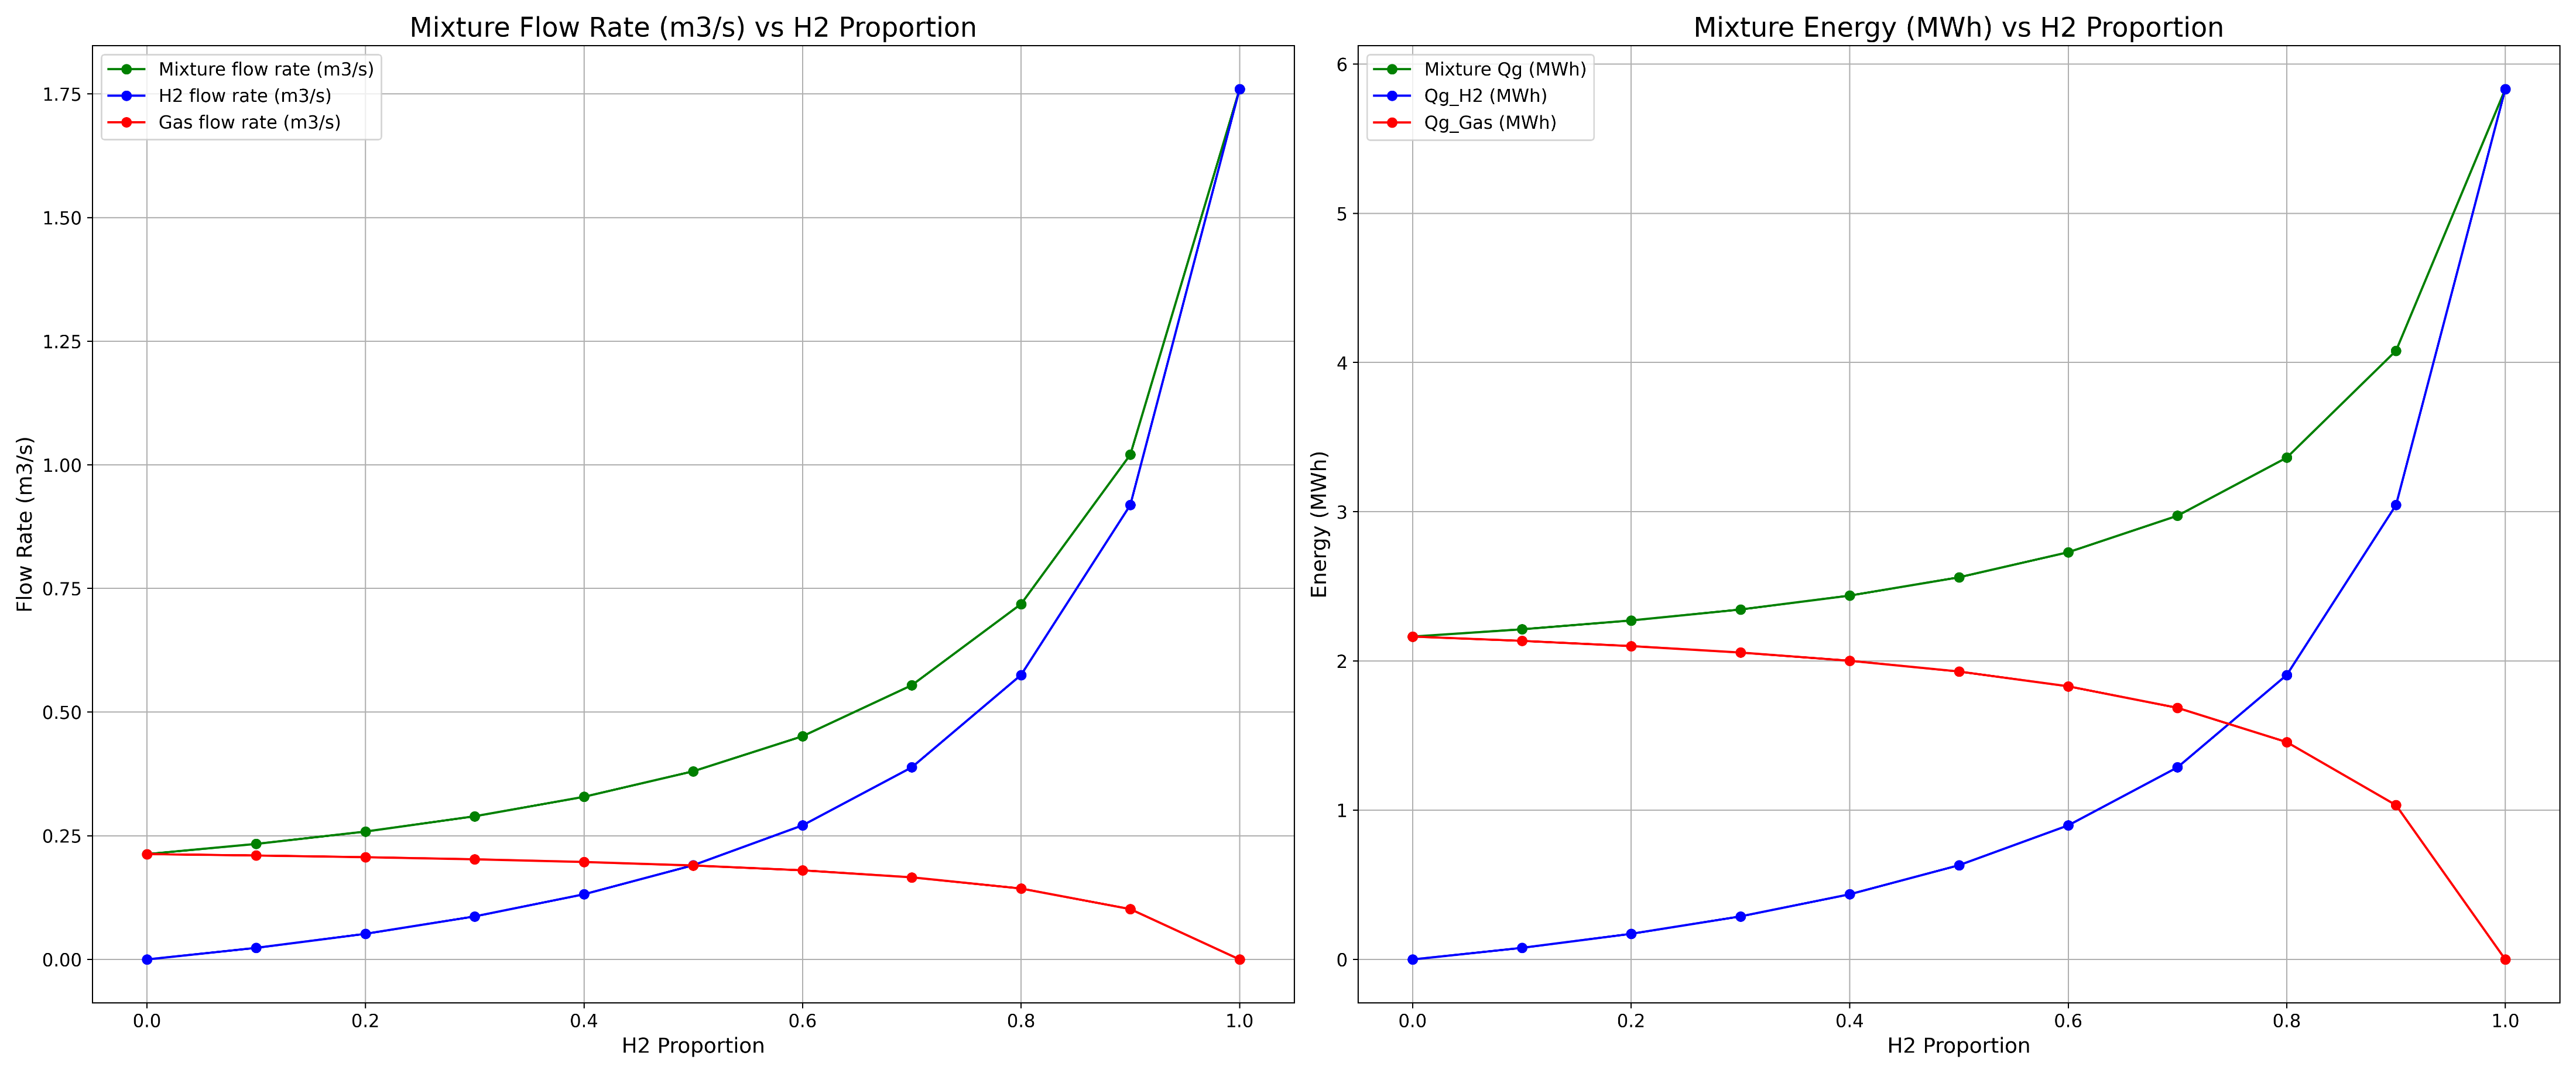 Mixture Flow Rate (m3/s) vs H2 Proportion
Mixture flow rate (m3/s)
H2 flow rate (m3/s)
Gas flow rate (m3/s)
Flow Rate (m3/s)
1.75
1.50
1.25
1.00
0.75
0.50
0.25
0.00
0.0 0.2 0.4 0.6 0.8 1.0
H2 Proportion
Mixture Energy (MWh) vs H2 Proportion
Mixture Qg (MWh)
Qg_H2 (MWh)
Qg_Gas (MWh)
Energy (MWh)
6
5
4
3
2
1
0
0.0 0.2 0.4 0.6 0.8 1.0
H2 Proportion